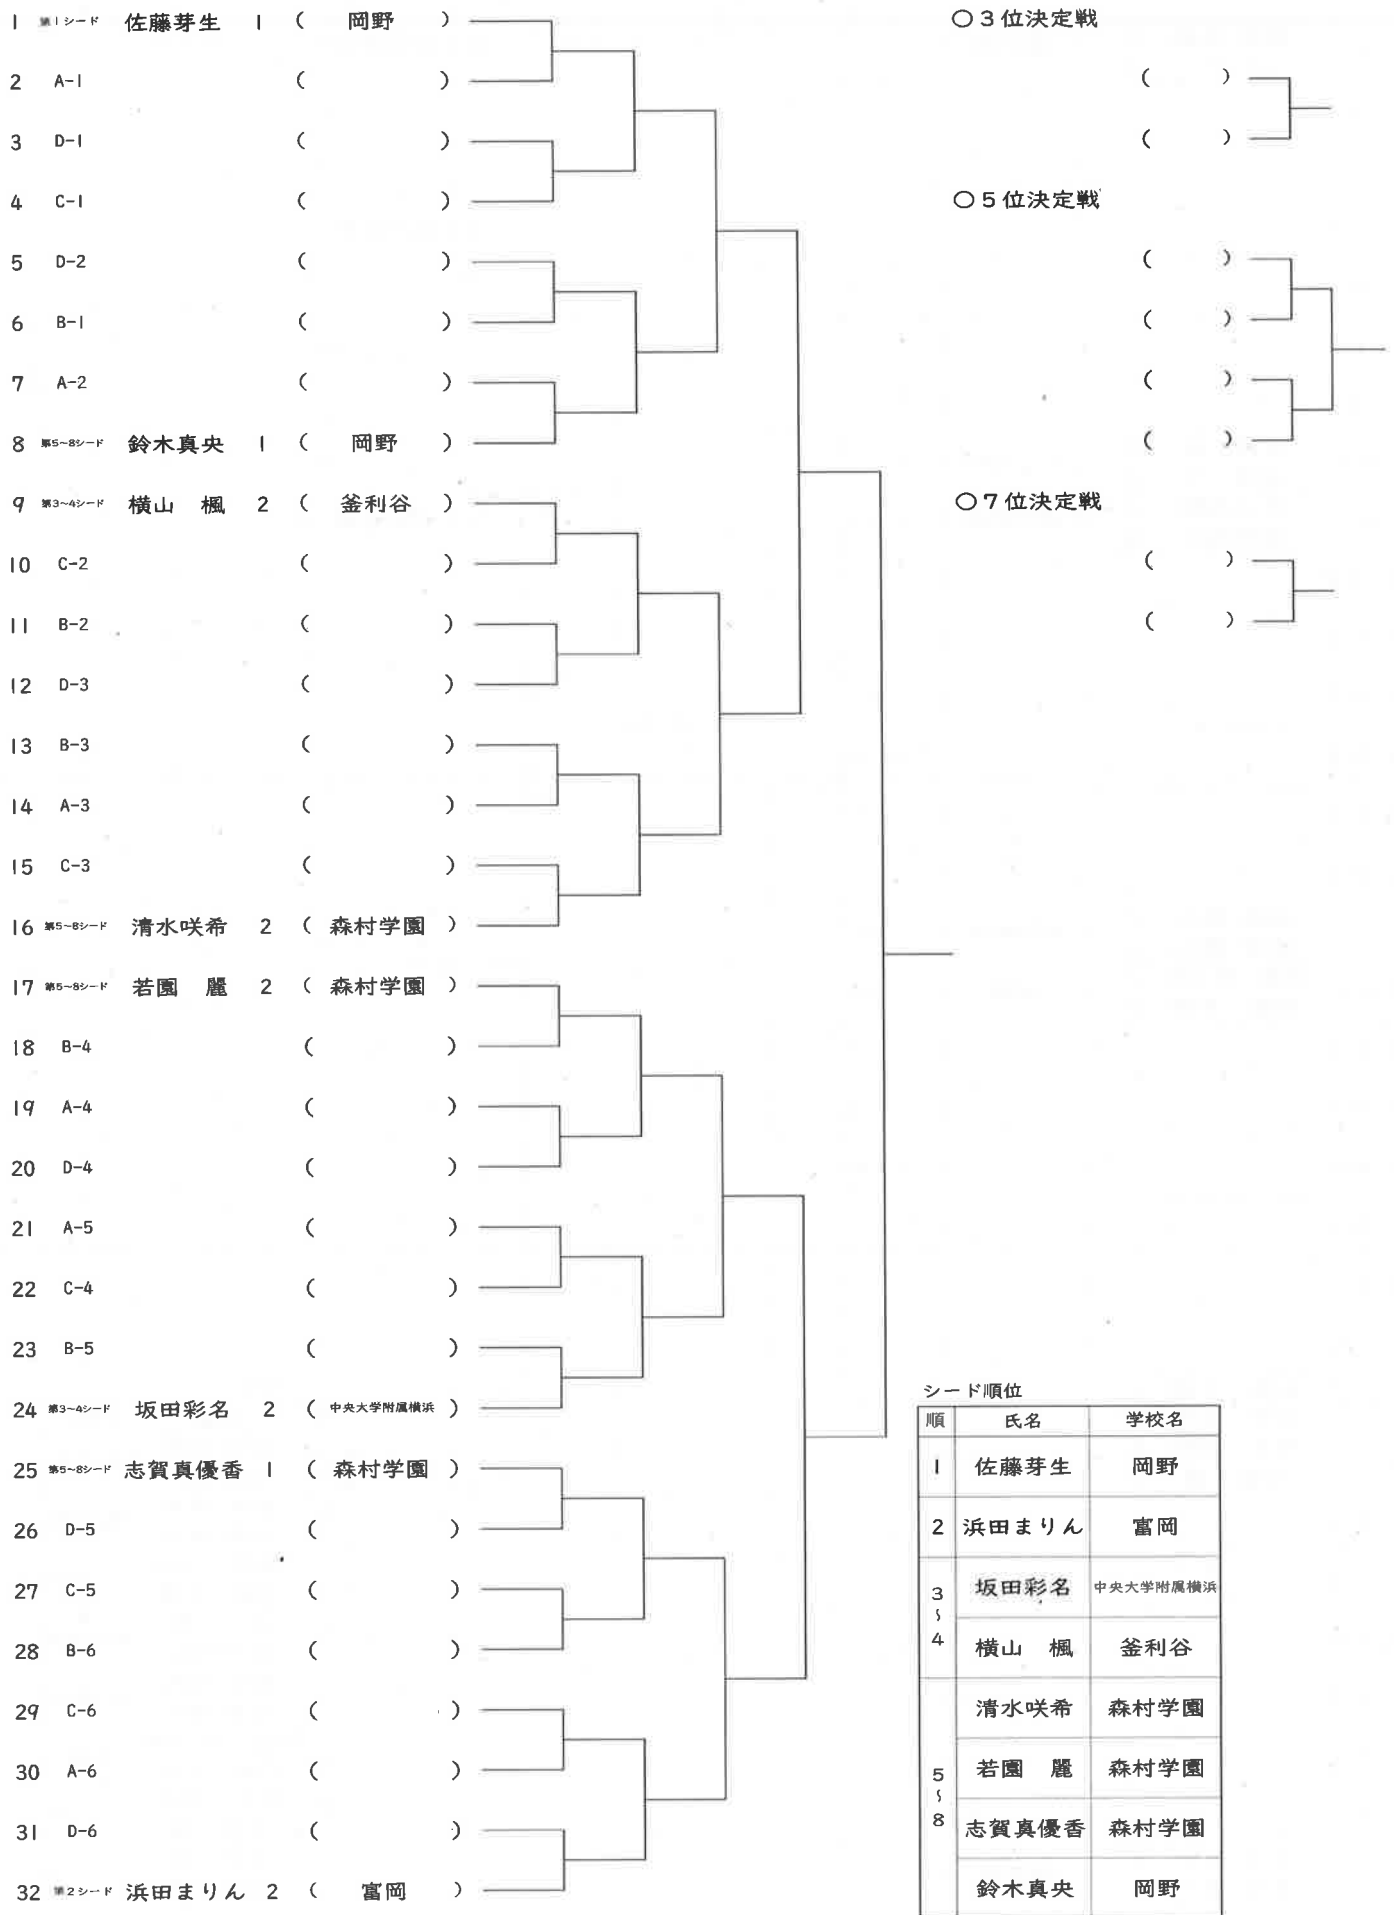 1 第1シード 佐藤芽生 1 ( 岡野 )
2 A-1 ( )
3 D-1 ( )
4 C-1 ( )
5 D-2 ( )
6 B-1 ( )
7 A-2 ( )
8 第5~8シード 鈴木真央 1 ( 岡野 )
9 第3~4シード 横山 楓 2 ( 釜利谷 )
10 C-2 ( )
11 B-2 ( )
12 D-3 ( )
13 B-3 ( )
14 A-3 ( )
15 C-3 ( )
16 第5~8シード 清水咲希 2 ( 森村学園 )
17 第5~8シード 若園 麗 2 ( 森村学園 )
18 B-4 ( )
19 A-4 ( )
20 D-4 ( )
21 A-5 ( )
22 C-4 ( )
23 B-5 ( )
24 第3~4シード 坂田彩名 2 ( 中央大学附属横浜 )
25 第5~8シード 志賀真優香 1 ( 森村学園 )
26 D-5 ( )
27 C-5 ( )
28 B-6 ( )
29 C-6 ( )
30 A-6 ( )
31 D-6 ( )
32 第2シード 浜田まりん 2 ( 富岡 )
○3位決定戦
( )
( )
○5位決定戦
( )
( )
( )
( )
○7位決定戦
( )
( )
シード順位
順 氏名 学校名
1 佐藤芽生 岡野
2 浜田まりん 富岡
3~4 坂田彩名 中央大学附属横浜
横山 楓 釜利谷
5~8 清水咲希 森村学園
若園 麗 森村学園
志賀真優香 森村学園
鈴木真央 岡野